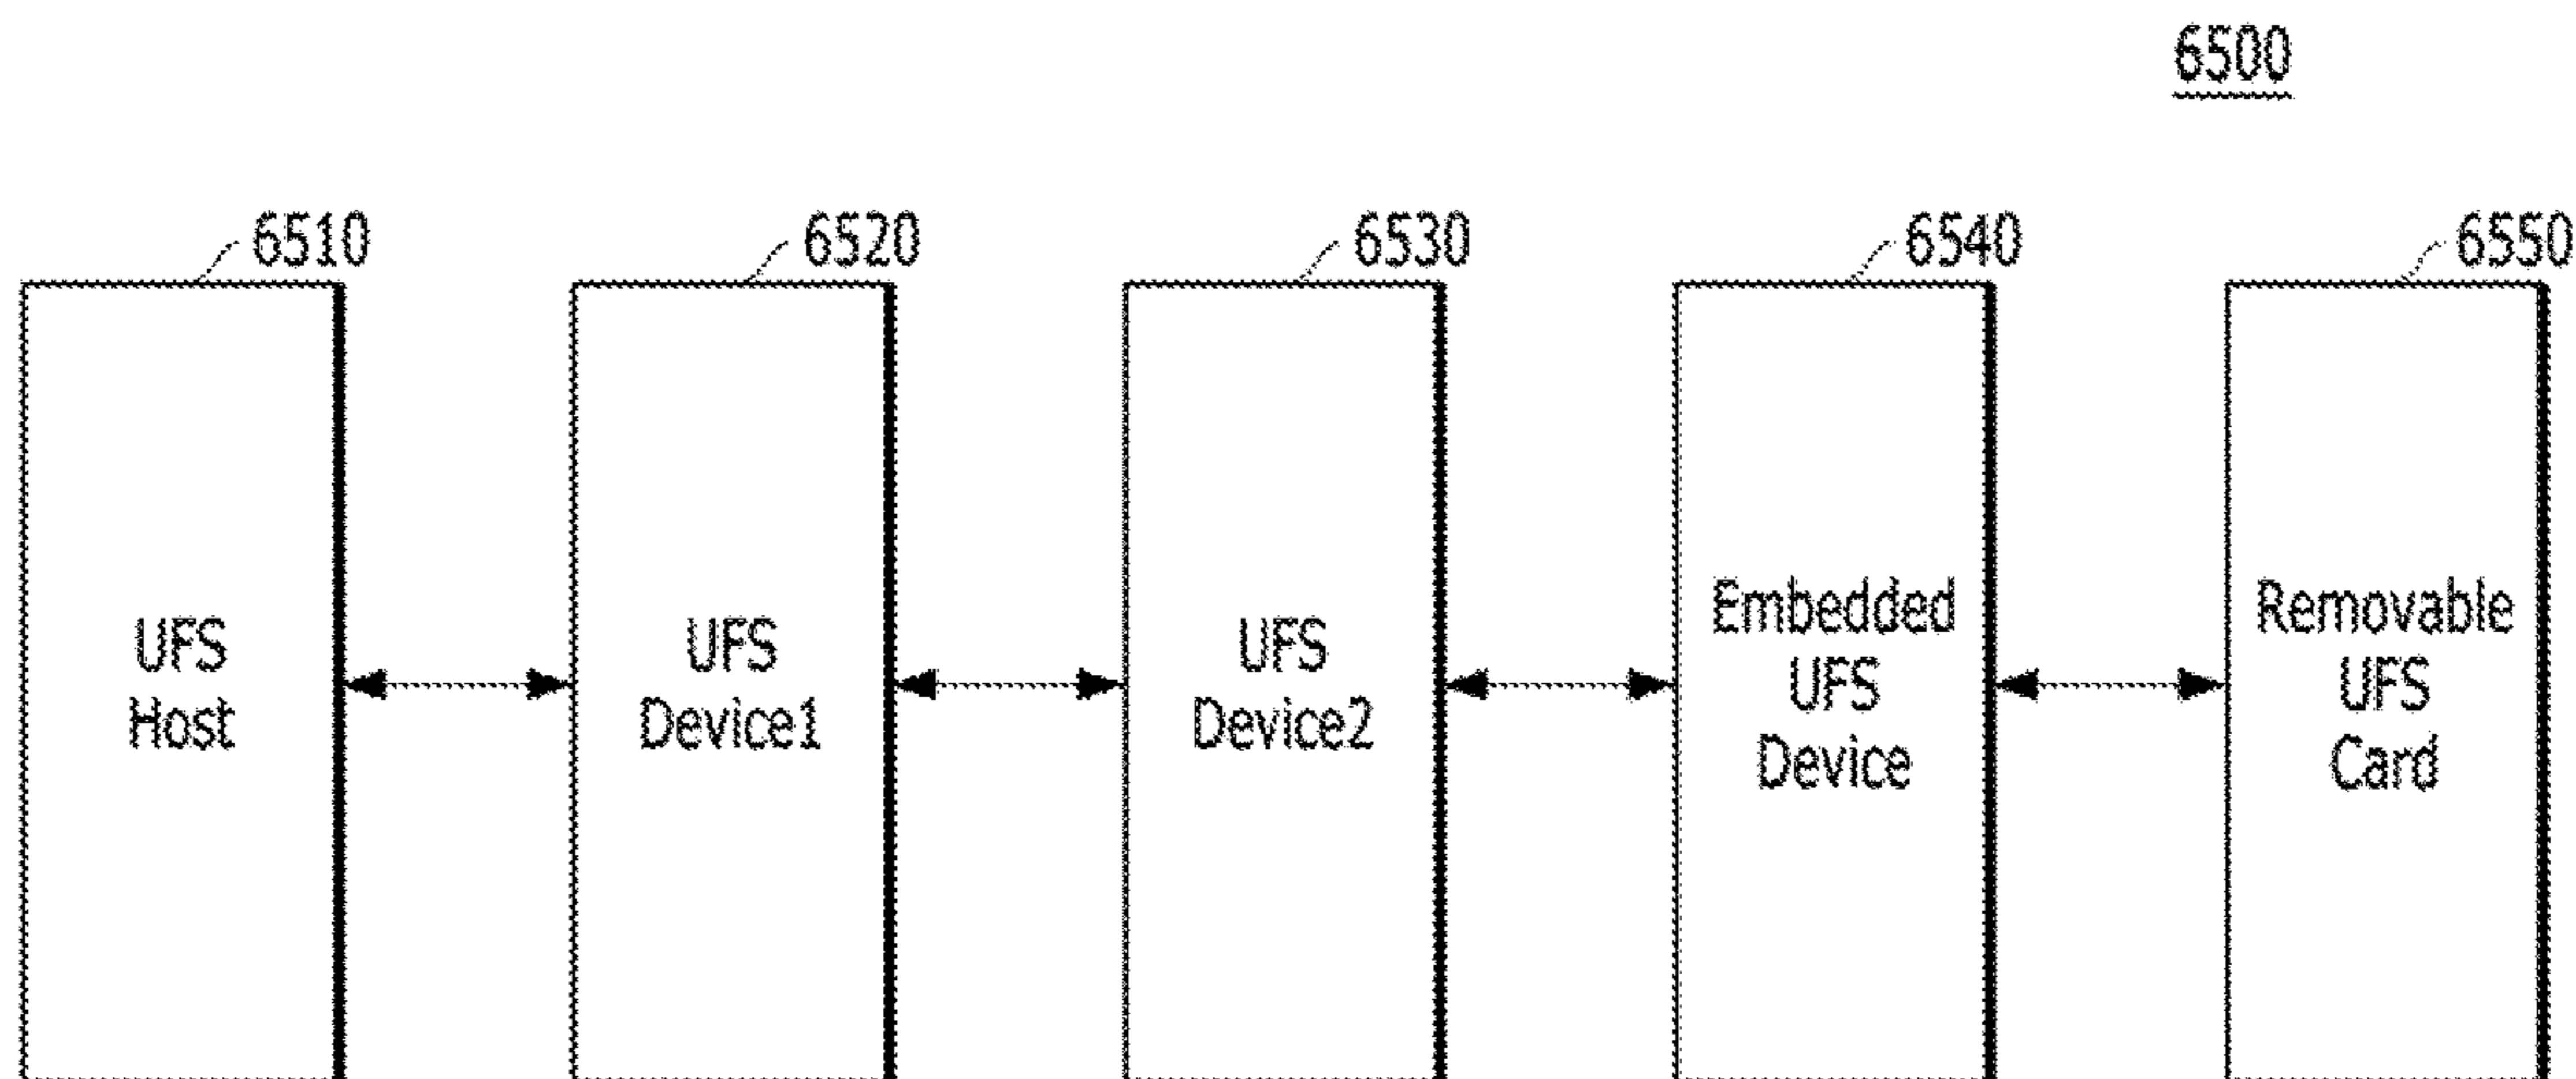 6500
6510
6520
6530
6540
6550
UFS
Host
UFS
Device1
UFS
Device2
Embedded
UFS
Device
Removable
UFS
Card